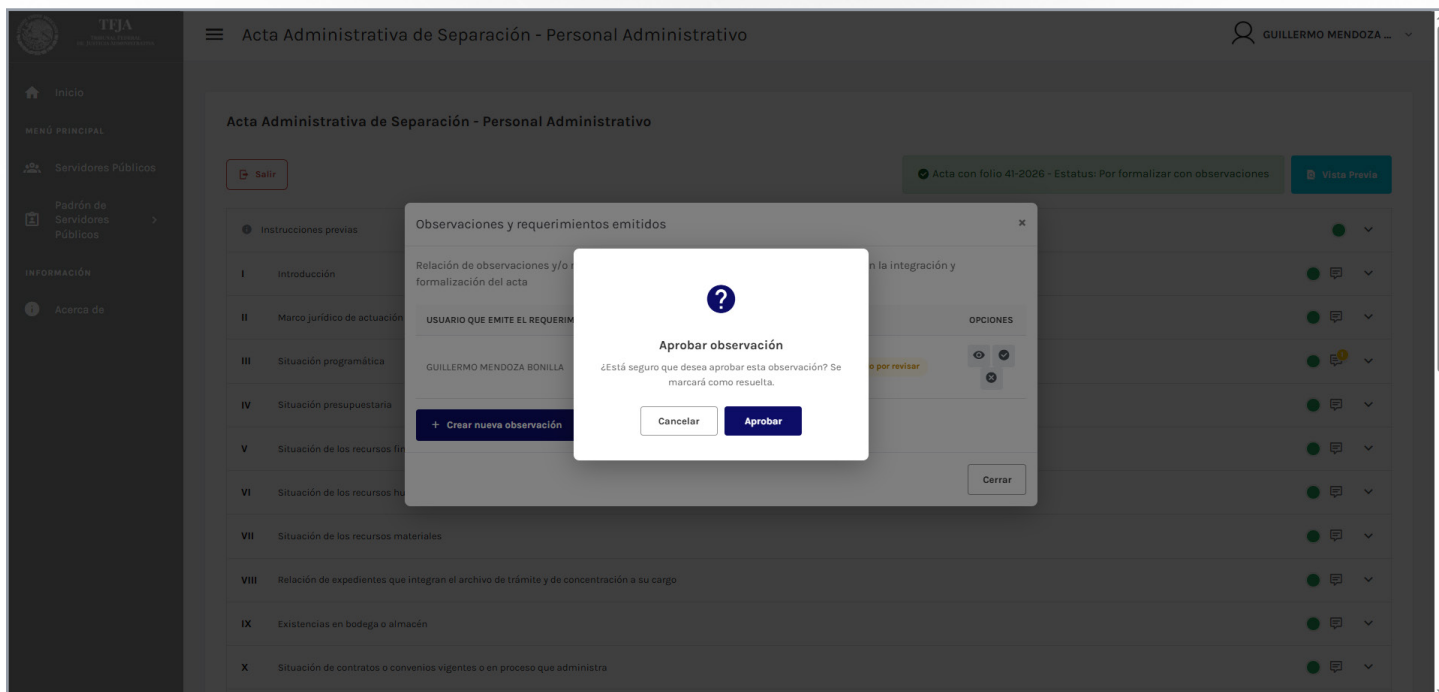 TFJA
TRIBUNAL FEDERAL
DE JUSTICIA ADMINISTRATIVA
Acta Administrativa de Separación - Personal Administrativo
GUILLERMO MENDOZA ...
Inicio
MENÚ PRINCIPAL
Servidores Públicos
Padrón de
Servidores
Públicos
INFORMACIÓN
Acerca de
Acta Administrativa de Separación - Personal Administrativo
Salir
Acta con folio 41-2026 - Estatus: Por formalizar con observaciones
Vista Previa
Instrucciones previas
I Introducción
II Marco jurídico de actuación
III Situación programática
IV Situación presupuestaria
V Situación de los recursos fin
VI Situación de los recursos hu
VII Situación de los recursos materiales
VIII Relación de expedientes que integran el archivo de trámite y de concentración a su cargo
IX Existencias en bodega o almacén
X Situación de contratos o convenios vigentes o en proceso que administra
Observaciones y requerimientos emitidos
×
Relación de observaciones y/o n la integración y
formalización del acta
USUARIO QUE EMITE EL REQUERIM OPCIONES
GUILLERMO MENDOZA BONILLA o por revisar
+ Crear nueva observación
Cerrar
?
Aprobar observación
¿Está seguro que desea aprobar esta observación? Se
marcará como resuelta.
Cancelar Aprobar